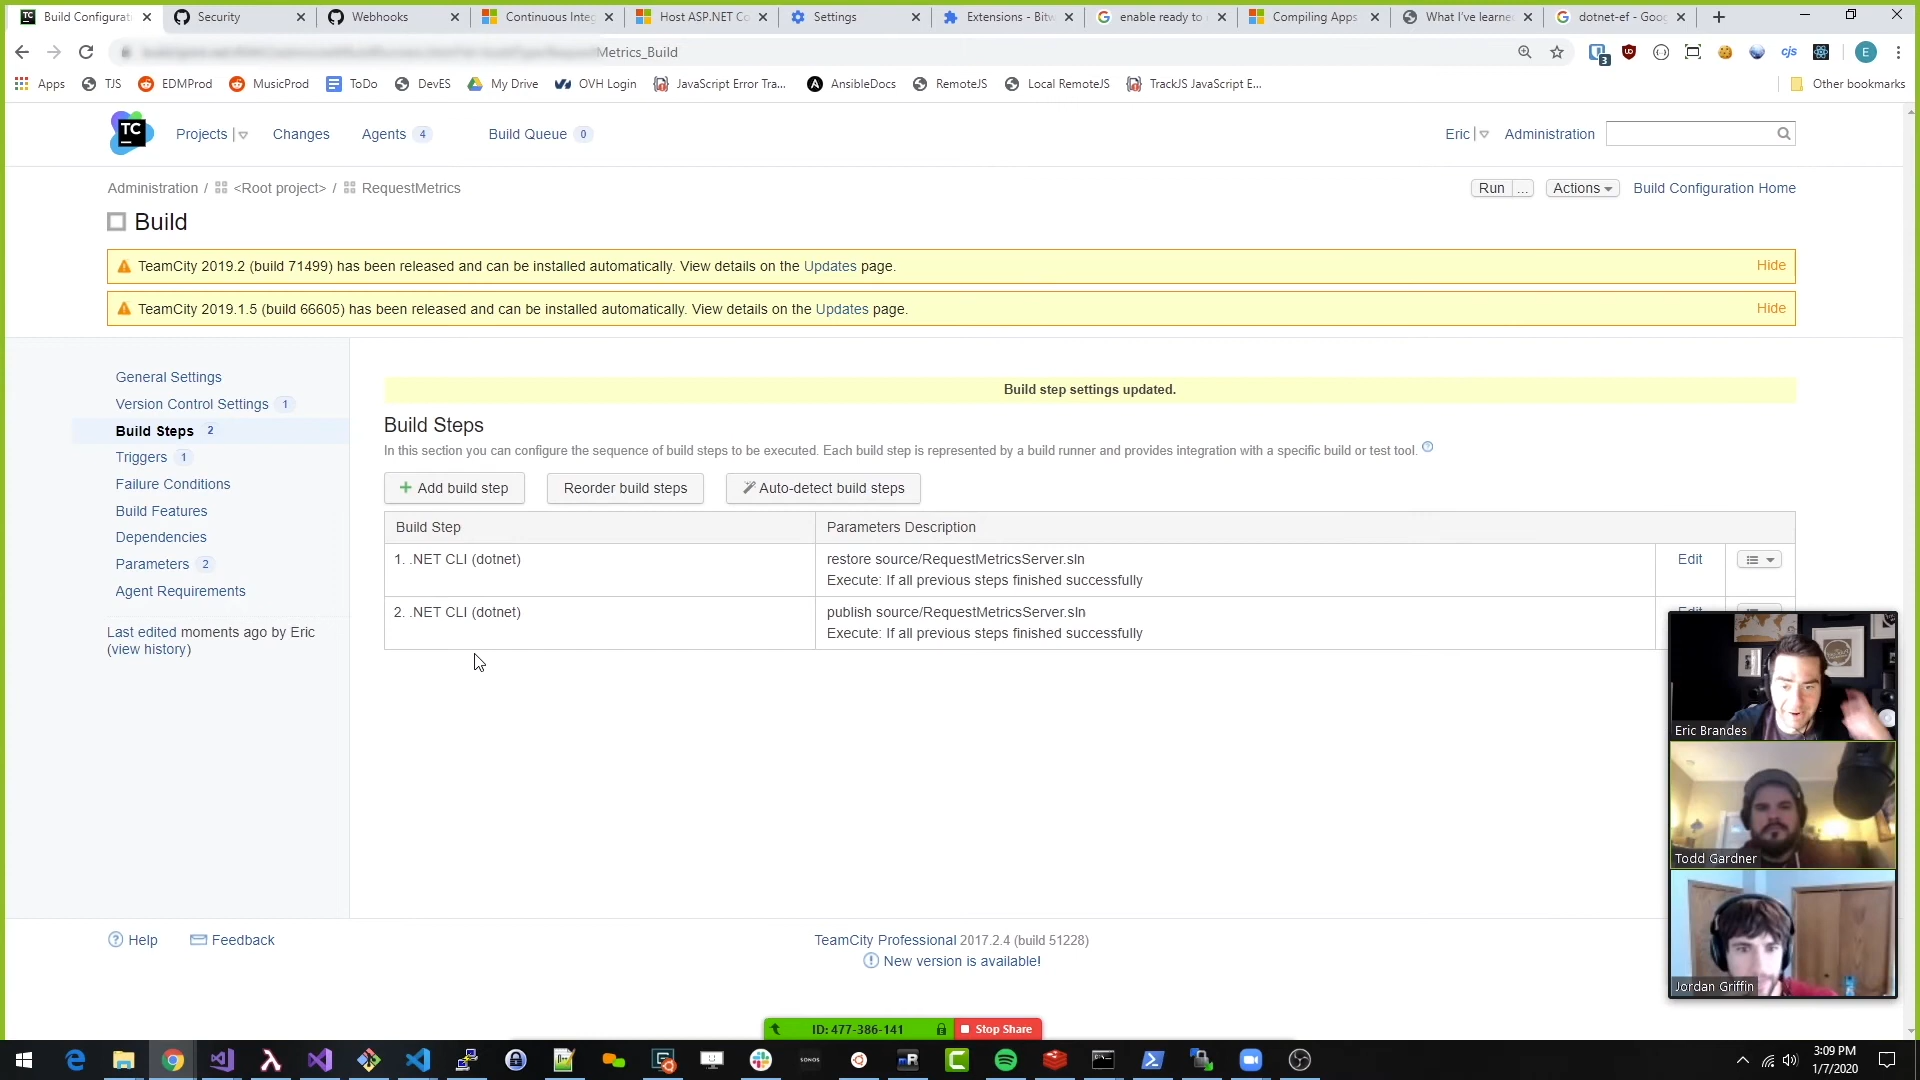 Build Configurat
Security
Webhooks
Continuous Integ
Host ASP.NET Co
Settings
Extensions - Bitw
enable ready to
Compiling Apps
What I've learne
dotnet-ef - Goog
Metrics_Build
3
cjs
E
Apps
TJS
EDMProd
MusicProd
ToDo
DevES
My Drive
OVH Login
JavaScript Error Tra...
AnsibleDocs
RemoteJS
Local RemoteJS
TrackJS JavaScript E...
Other bookmarks
TC
Projects
Changes
Agents 4
Build Queue 0
Eric
Administration
Administration / <Root project> / RequestMetrics
Run ...
Actions
Build Configuration Home
Build
TeamCity 2019.2 (build 71499) has been released and can be installed automatically. View details on the Updates page.
Hide
TeamCity 2019.1.5 (build 66605) has been released and can be installed automatically. View details on the Updates page.
Hide
General Settings
Version Control Settings 1
Build Steps 2
Triggers 1
Failure Conditions
Build Features
Dependencies
Parameters 2
Agent Requirements
Last edited moments ago by Eric
(view history)
Build step settings updated.
Build Steps
In this section you can configure the sequence of build steps to be executed. Each build step is represented by a build runner and provides integration with a specific build or test tool.
Add build step
Reorder build steps
Auto-detect build steps
Build Step
Parameters Description
1. .NET CLI (dotnet)
restore source/RequestMetricsServer.sln
Execute: If all previous steps finished successfully
Edit
2. .NET CLI (dotnet)
publish source/RequestMetricsServer.sln
Execute: If all previous steps finished successfully
Edit
Eric Brandes
Todd Gardner
Jordan Griffin
Help
Feedback
TeamCity Professional 2017.2.4 (build 51228)
New version is available!
ID: 477-386-141
Stop Share
SONOS
3:09 PM
1/7/2020